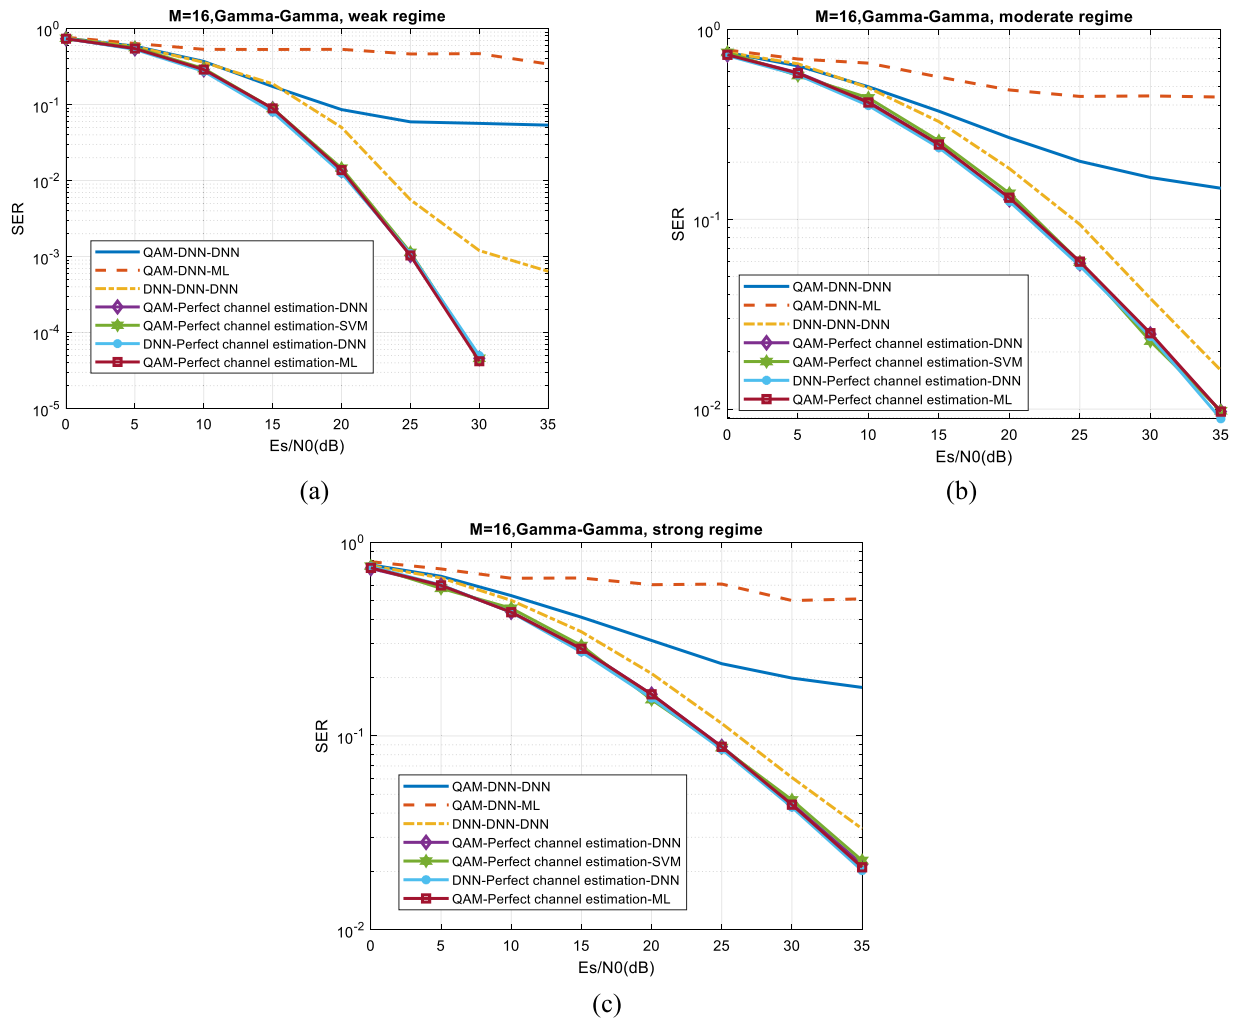 M=16,Gamma-Gamma, weak regime
10^0
10^-1
10^-2
10^-3
10^-4
10^-5
SER
QAM-DNN-DNN
QAM-DNN-ML
DNN-DNN-DNN
QAM-Perfect channel estimation-DNN
QAM-Perfect channel estimation-SVM
DNN-Perfect channel estimation-DNN
QAM-Perfect channel estimation-ML
0 5 10 15 20 25 30 35
Es/N0(dB)
(a)
M=16,Gamma-Gamma, moderate regime
10^0
10^-1
10^-2
SER
QAM-DNN-DNN
QAM-DNN-ML
DNN-DNN-DNN
QAM-Perfect channel estimation-DNN
QAM-Perfect channel estimation-SVM
DNN-Perfect channel estimation-DNN
QAM-Perfect channel estimation-ML
0 5 10 15 20 25 30 35
Es/N0(dB)
(b)
M=16,Gamma-Gamma, strong regime
10^0
10^-1
10^-2
SER
QAM-DNN-DNN
QAM-DNN-ML
DNN-DNN-DNN
QAM-Perfect channel estimation-DNN
QAM-Perfect channel estimation-SVM
DNN-Perfect channel estimation-DNN
QAM-Perfect channel estimation-ML
0 5 10 15 20 25 30 35
Es/N0(dB)
(c)